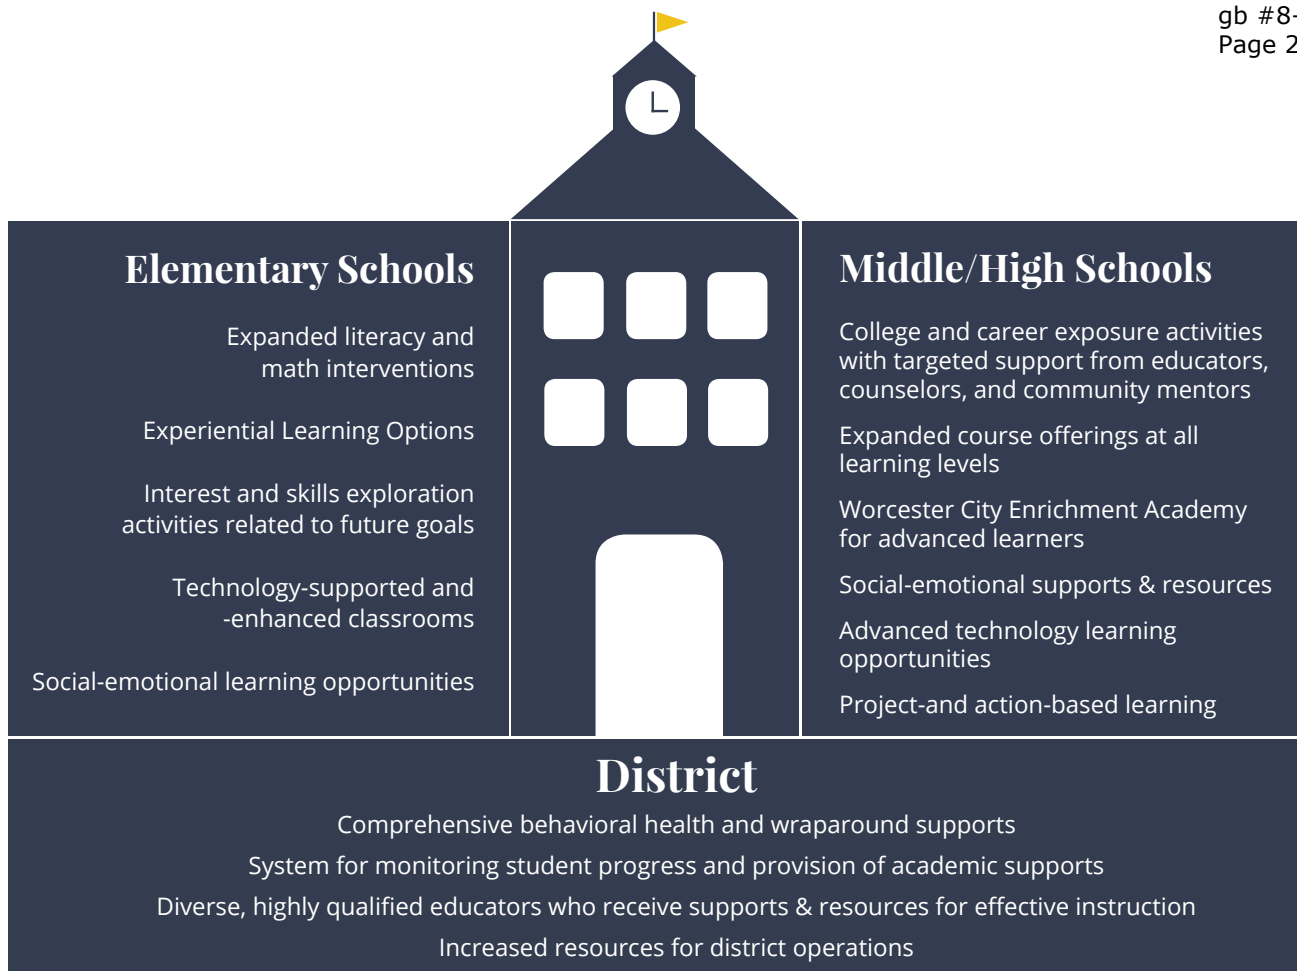 gb #8-
Page 2
Elementary Schools
Expanded literacy and
math interventions
Experiential Learning Options
Interest and skills exploration
activities related to future goals
Technology-supported and
-enhanced classrooms
Social-emotional learning opportunities
Middle/High Schools
College and career exposure activities
with targeted support from educators,
counselors, and community mentors
Expanded course offerings at all
learning levels
Worcester City Enrichment Academy
for advanced learners
Social-emotional supports & resources
Advanced technology learning
opportunities
Project-and action-based learning
District
Comprehensive behavioral health and wraparound supports
System for monitoring student progress and provision of academic supports
Diverse, highly qualified educators who receive supports & resources for effective instruction
Increased resources for district operations